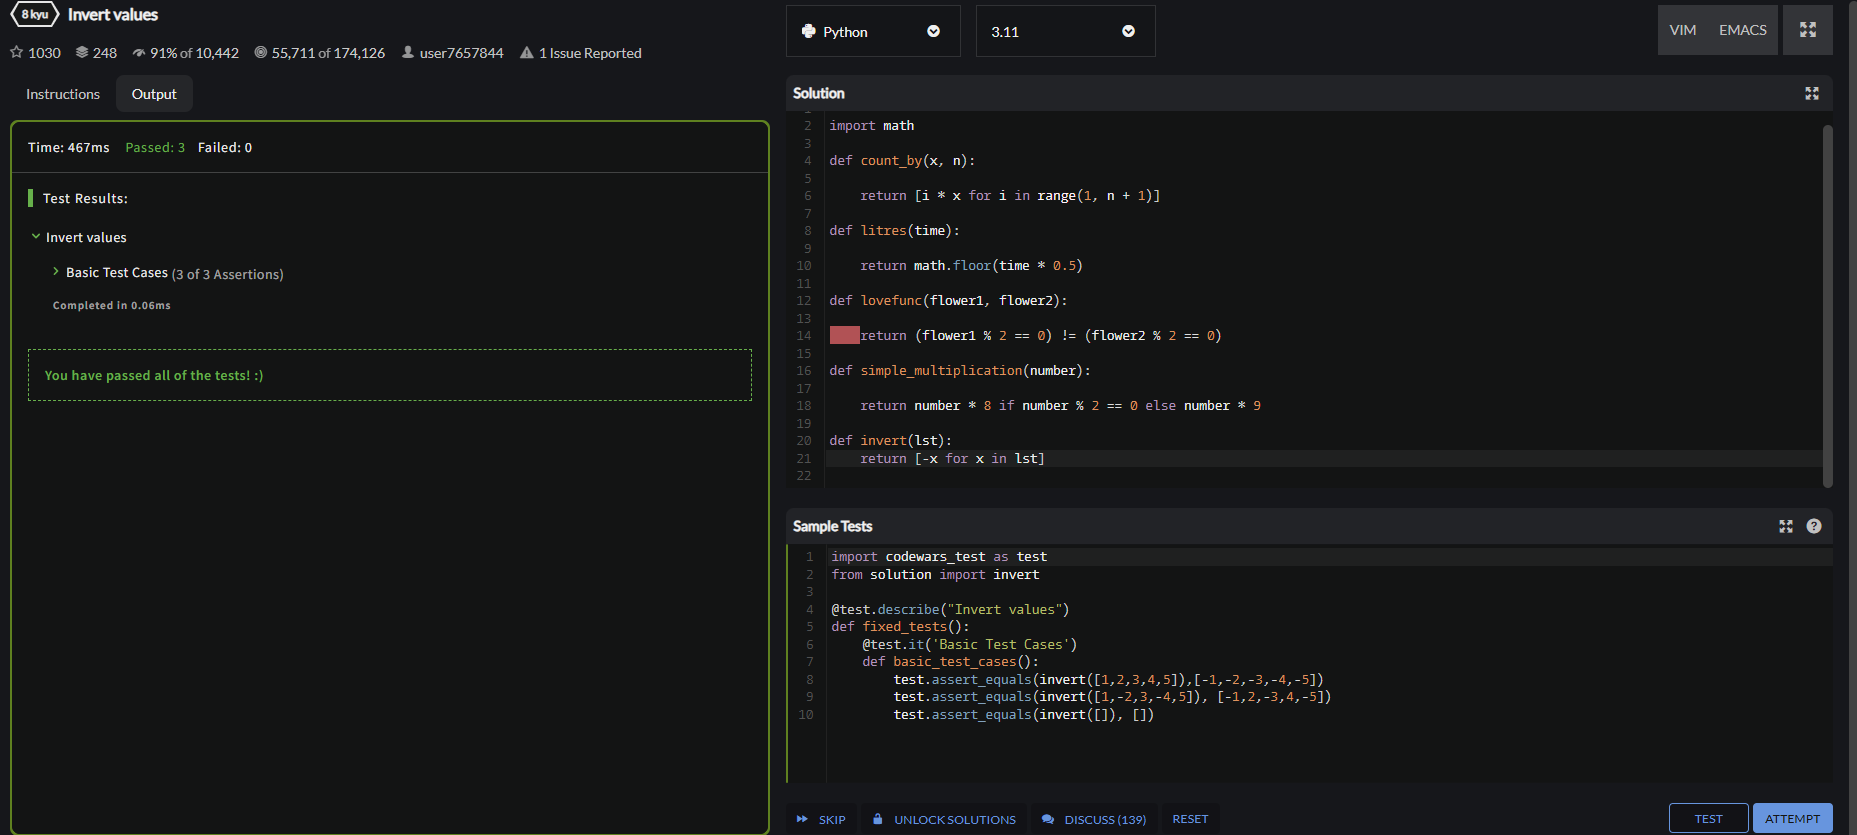 8 kyu Invert values
1030 248 91% of 10,442 55,711 of 174,126 user7657844 1 Issue Reported
Instructions Output
Time: 467ms Passed: 3 Failed: 0
Test Results:
Invert values
Basic Test Cases (3 of 3 Assertions)
Completed in 0.06ms
You have passed all of the tests! :)
Python 3.11 VIM EMACS
Solution
2 import math
3
4 def count_by(x, n):
5
6     return [i * x for i in range(1, n + 1)]
7
8 def litres(time):
9
10     return math.floor(time * 0.5)
11
12 def lovefunc(flower1, flower2):
13
14     return (flower1 % 2 == 0) != (flower2 % 2 == 0)
15
16 def simple_multiplication(number):
17
18     return number * 8 if number % 2 == 0 else number * 9
19
20 def invert(lst):
21     return [-x for x in lst]
22
Sample Tests
1 import codewars_test as test
2 from solution import invert
3
4 @test.describe("Invert values")
5 def fixed_tests():
6     @test.it('Basic Test Cases')
7     def basic_test_cases():
8         test.assert_equals(invert([1,2,3,4,5]),[-1,-2,-3,-4,-5])
9         test.assert_equals(invert([1,-2,3,-4,5]), [-1,2,-3,4,-5])
10         test.assert_equals(invert([]), [])
SKIP UNLOCK SOLUTIONS DISCUSS (139) RESET TEST ATTEMPT